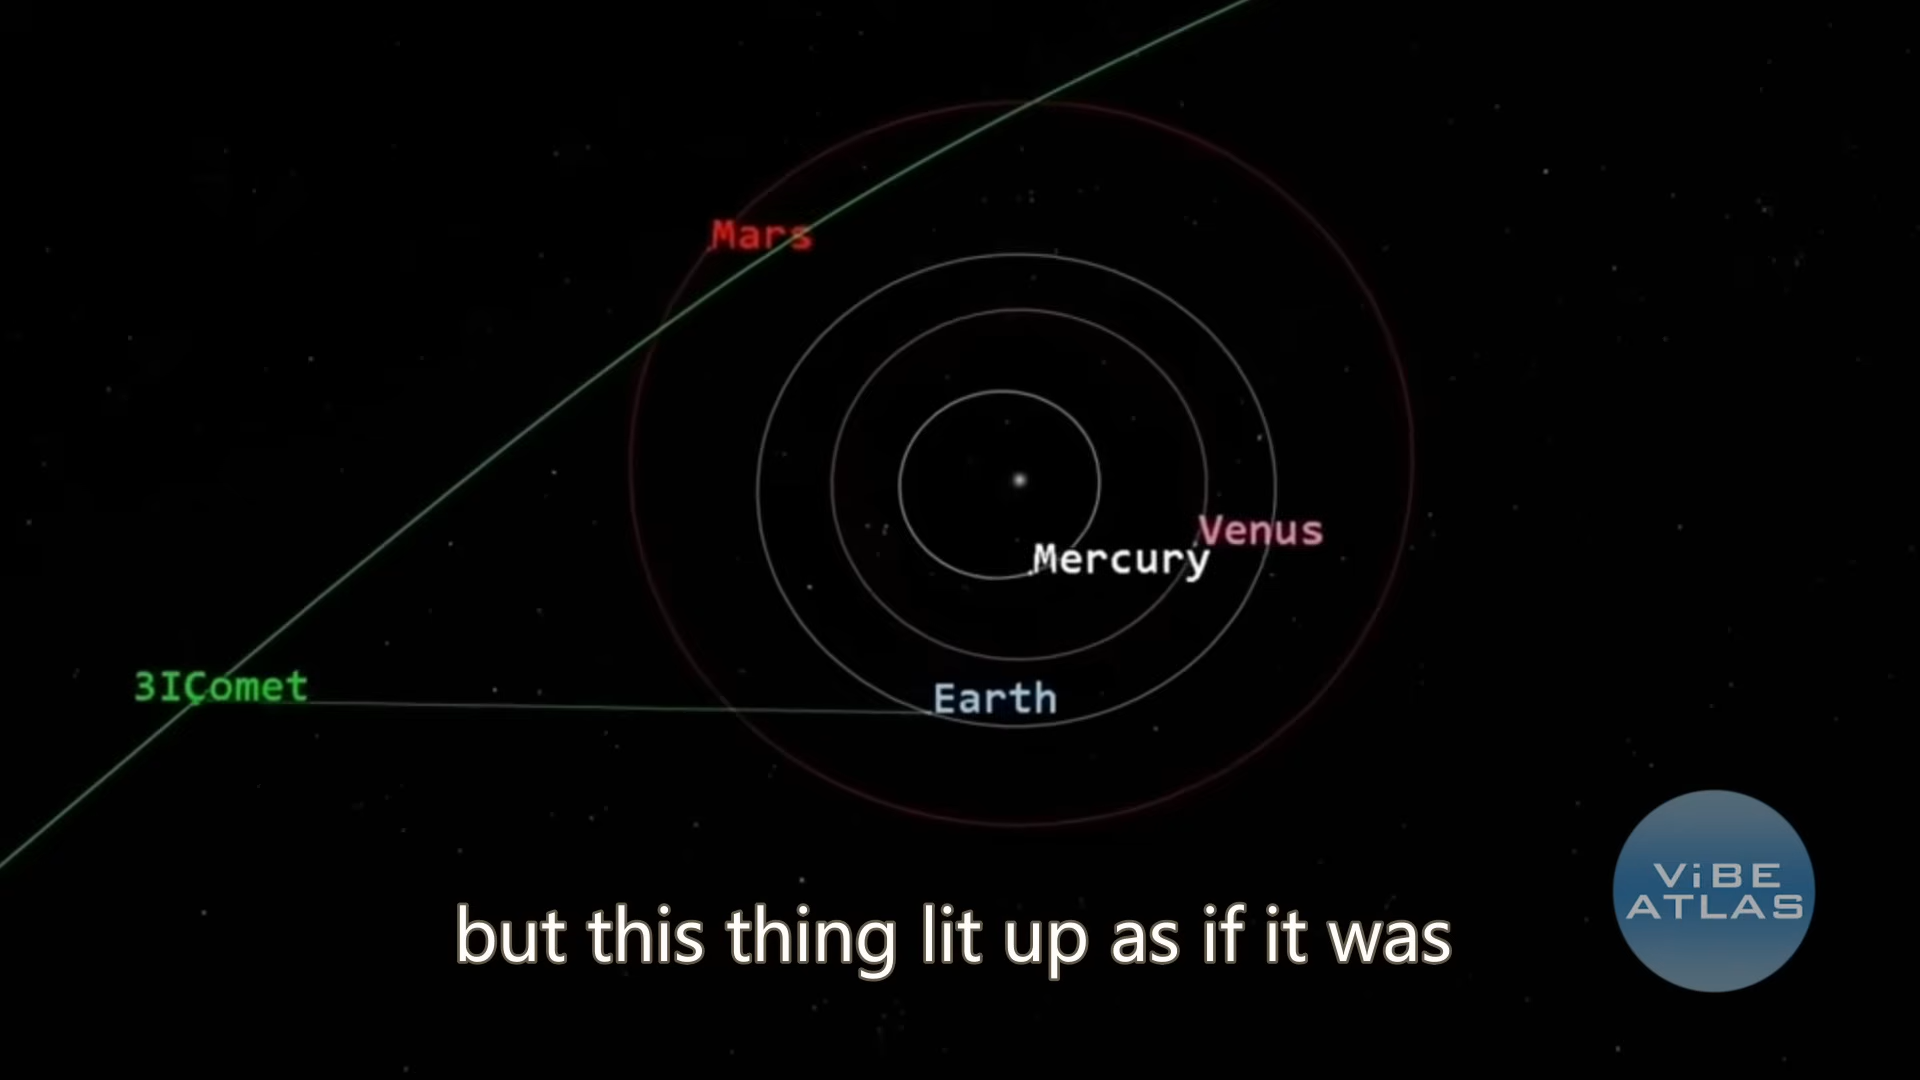 Mars
Venus
Mercury
3IComet
Earth
ViBE
ATLAS
but this thing lit up as if it was